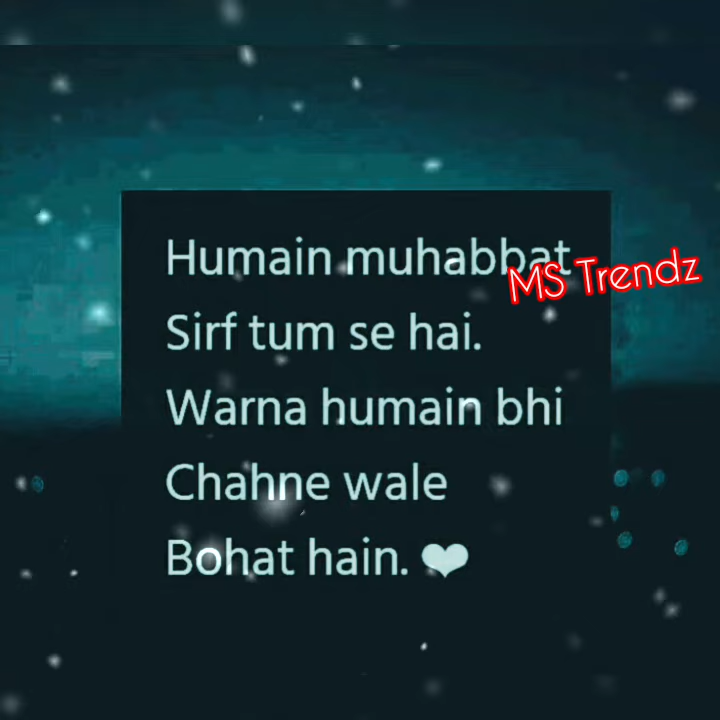 Humain muhabbat
MS Trendz
Sirf tum se hai.
Warna humain bhi
Chahne wale
Bohat hain. ❤